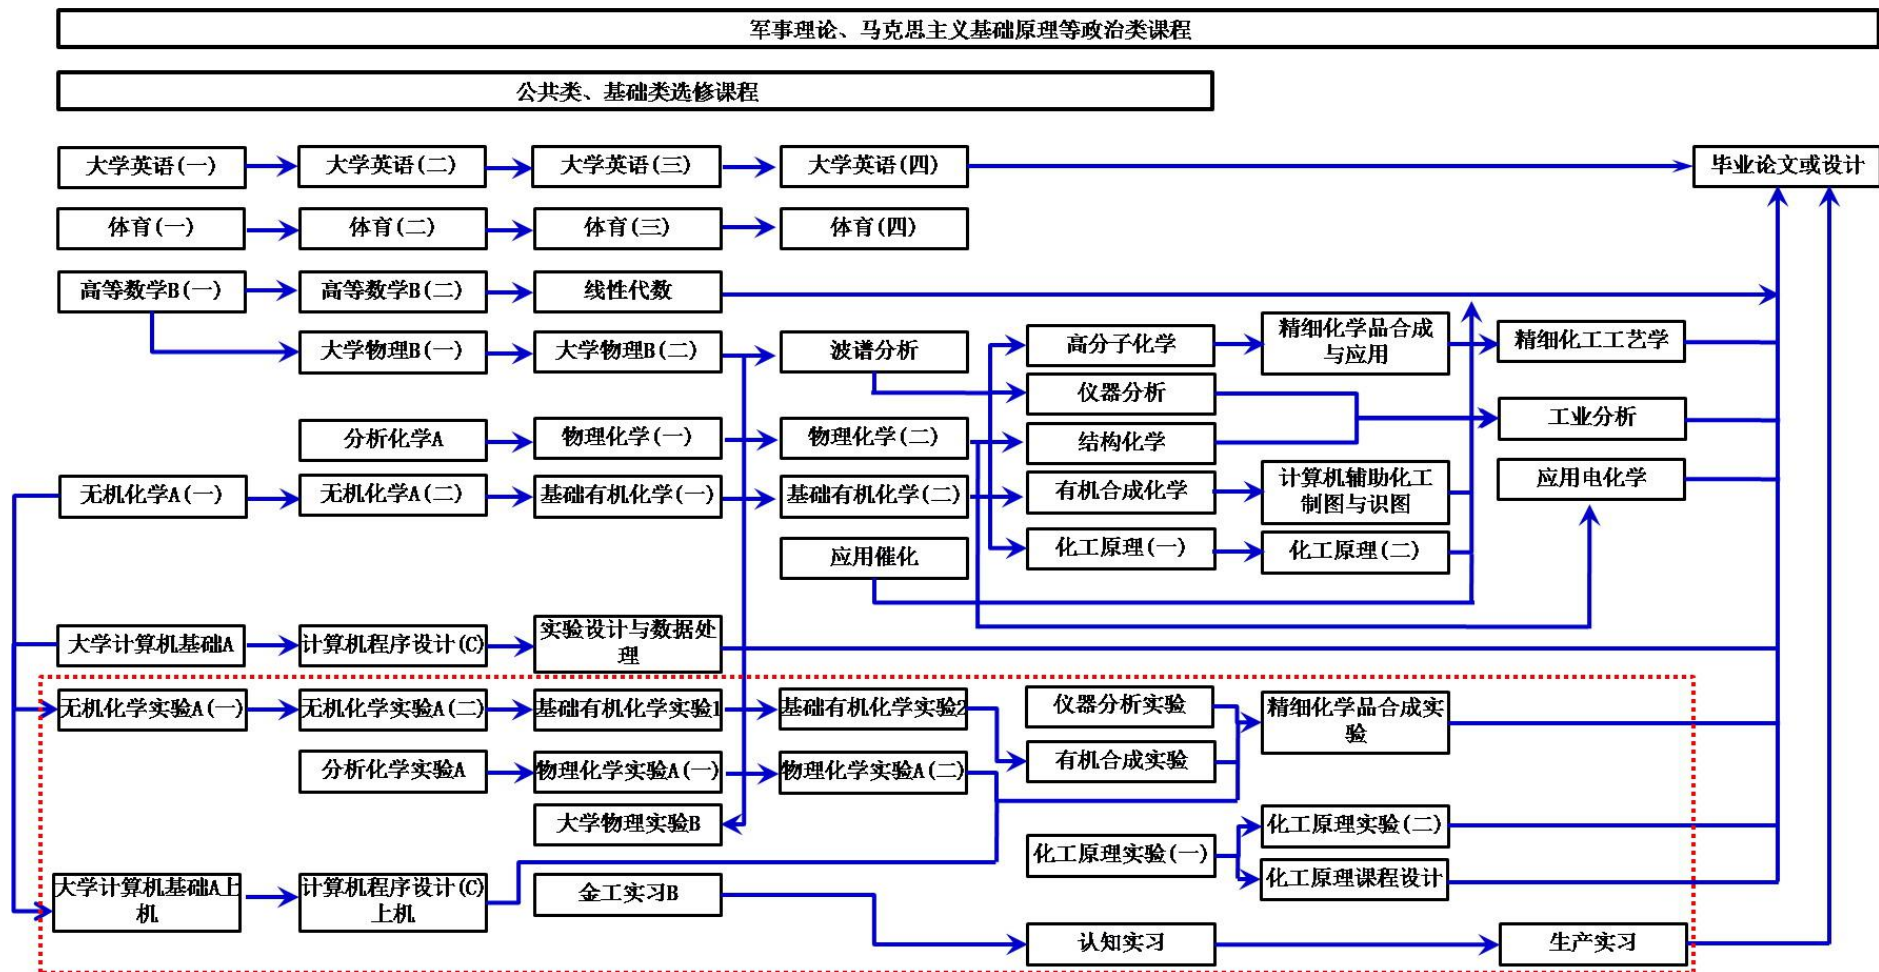 军事理论、马克思主义基础原理等政治类课程
公共类、基础类选修课程
大学英语(一)
大学英语(二)
大学英语(三)
大学英语(四)
毕业论文或设计
体育(一)
体育(二)
体育(三)
体育(四)
高等数学B(一)
高等数学B(二)
线性代数
大学物理B(一)
大学物理B(二)
波谱分析
高分子化学
精细化学品合成
与应用
精细化工工艺学
仪器分析
工业分析
分析化学A
物理化学(一)
物理化学(二)
结构化学
无机化学A(一)
无机化学A(二)
基础有机化学(一)
基础有机化学(二)
有机合成化学
计算机辅助化工
制图与识图
应用电化学
应用催化
化工原理(一)
化工原理(二)
大学计算机基础A
计算机程序设计(C)
实验设计与数据处
理
无机化学实验A(一)
无机化学实验A(二)
基础有机化学实验1
基础有机化学实验2
仪器分析实验
精细化学品合成实
验
分析化学实验A
物理化学实验A(一)
物理化学实验A(二)
有机合成实验
大学物理实验B
化工原理实验(一)
化工原理实验(二)
化工原理课程设计
大学计算机基础A上
机
计算机程序设计(C)
上机
金工实习B
认知实习
生产实习